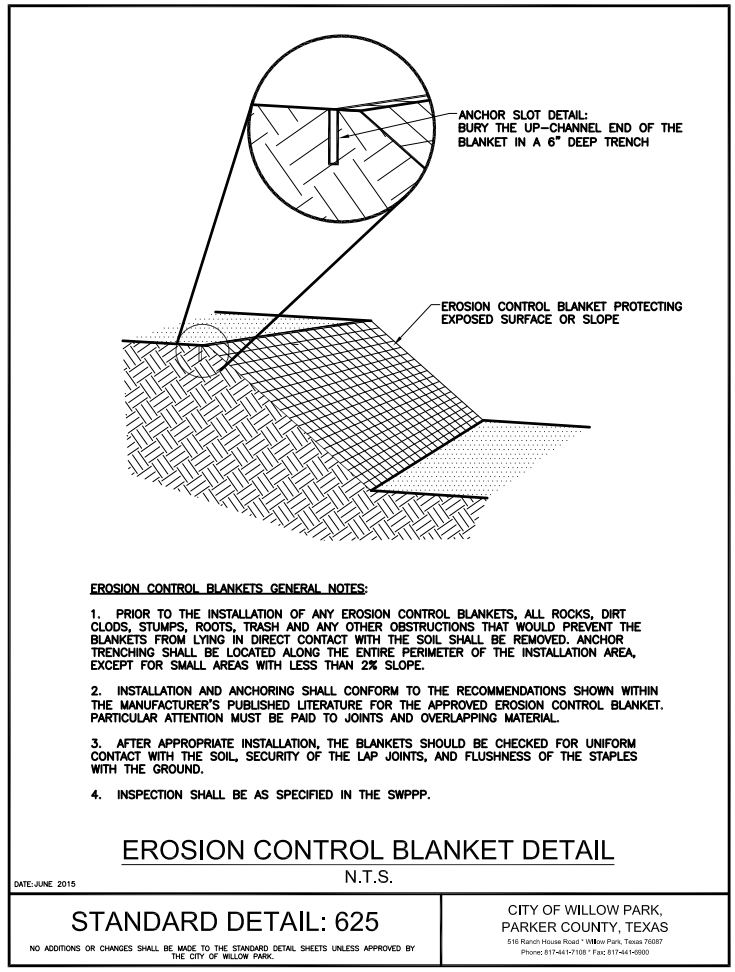 ANCHOR SLOT DETAIL:
BURY THE UP-CHANNEL END OF THE
BLANKET IN A 6" DEEP TRENCH
EROSION CONTROL BLANKET PROTECTING
EXPOSED SURFACE OR SLOPE
EROSION CONTROL BLANKETS GENERAL NOTES:
1. PRIOR TO THE INSTALLATION OF ANY EROSION CONTROL BLANKETS, ALL ROCKS, DIRT
CLODS, STUMPS, ROOTS, TRASH AND ANY OTHER OBSTRUCTIONS THAT WOULD PREVENT THE
BLANKETS FROM LYING IN DIRECT CONTACT WITH THE SOIL SHALL BE REMOVED. ANCHOR
TRENCHING SHALL BE LOCATED ALONG THE ENTIRE PERIMETER OF THE INSTALLATION AREA,
EXCEPT FOR SMALL AREAS WITH LESS THAN 2% SLOPE.
2. INSTALLATION AND ANCHORING SHALL CONFORM TO THE RECOMMENDATIONS SHOWN WITHIN
THE MANUFACTURER'S PUBLISHED LITERATURE FOR THE APPROVED EROSION CONTROL BLANKET.
PARTICULAR ATTENTION MUST BE PAID TO JOINTS AND OVERLAPPING MATERIAL.
3. AFTER APPROPRIATE INSTALLATION, THE BLANKETS SHOULD BE CHECKED FOR UNIFORM
CONTACT WITH THE SOIL, SECURITY OF THE LAP JOINTS, AND FLUSHNESS OF THE STAPLES
WITH THE GROUND.
4. INSPECTION SHALL BE AS SPECIFIED IN THE SWPPP.
EROSION CONTROL BLANKET DETAIL
N.T.S.
DATE: JUNE 2015
STANDARD DETAIL: 625
NO ADDITIONS OR CHANGES SHALL BE MADE TO THE STANDARD DETAIL SHEETS UNLESS APPROVED BY
THE CITY OF WILLOW PARK.
CITY OF WILLOW PARK,
PARKER COUNTY, TEXAS
516 Ranch House Road * Willow Park, Texas 76087
Phone: 817-441-7108 * Fax: 817-441-6900